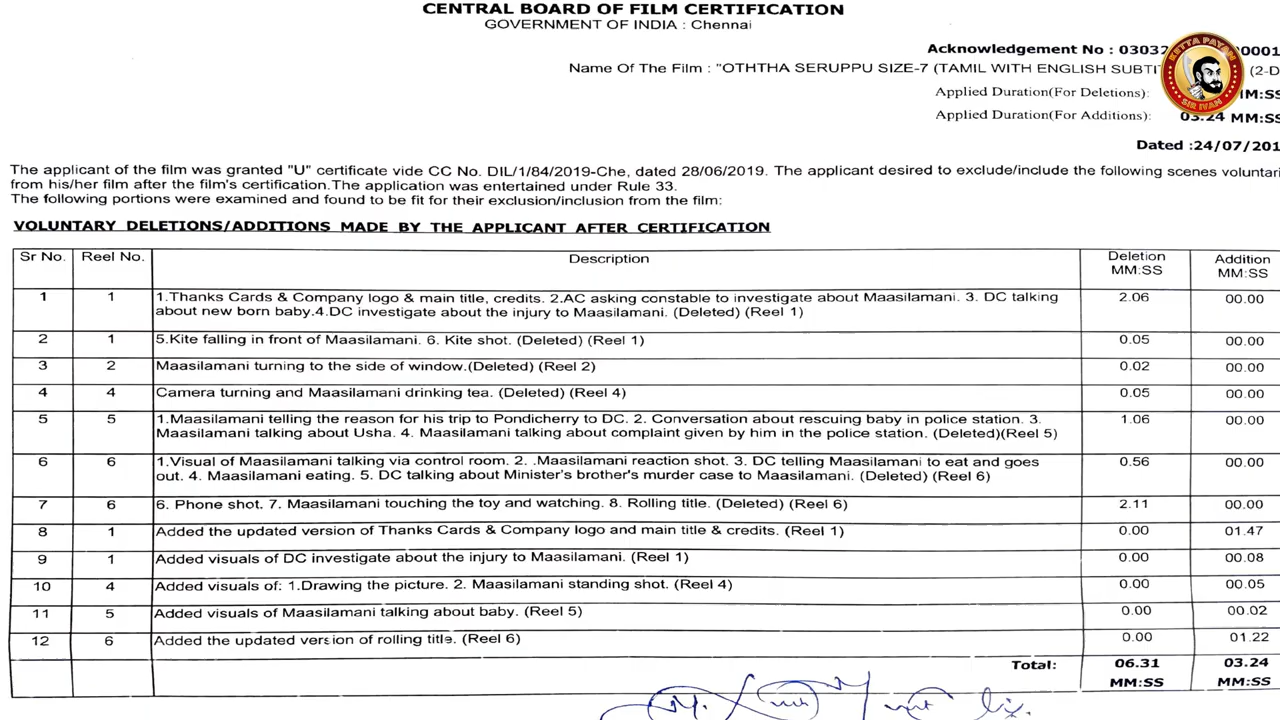 CENTRAL BOARD OF FILM CERTIFICATION
GOVERNMENT OF INDIA : Chennai
Acknowledgement No : 03032 0001
Name Of The Film : "OTHTHA SERUPPU SIZE-7 (TAMIL WITH ENGLISH SUBTI (2-D
Applied Duration(For Deletions): MM:SS
Applied Duration(For Additions): 03.24 MM:SS
KETTA PAYAN
SIR IVAN
Dated :24/07/201
The applicant of the film was granted "U" certificate vide CC No. DIL/1/84/2019-Che, dated 28/06/2019. The applicant desired to exclude/include the following scenes voluntari
from his/her film after the film's certification.The application was entertained under Rule 33.
The following portions were examined and found to be fit for their exclusion/inclusion from the film:
VOLUNTARY DELETIONS/ADDITIONS MADE BY THE APPLICANT AFTER CERTIFICATION
Sr No. Reel No. Description Deletion MM:SS Addition MM:SS
1 1 1.Thanks Cards & Company logo & main title, credits. 2.AC asking constable to investigate about Maasilamani. 3. DC talking 2.06 00.00
about new born baby.4.DC investigate about the injury to Maasilamani. (Deleted) (Reel 1)
2 1 5.Kite falling in front of Maasilamani. 6. Kite shot. (Deleted) (Reel 1) 0.05 00.00
3 2 Maasilamani turning to the side of window.(Deleted) (Reel 2) 0.02 00.00
4 4 Camera turning and Maasilamani drinking tea. (Deleted) (Reel 4) 0.05 00.00
5 5 1.Maasilamani telling the reason for his trip to Pondicherry to DC. 2. Conversation about rescuing baby in police station. 3. 1.06 00.00
Maasilamani talking about Usha. 4. Maasilamani talking about complaint given by him in the police station. (Deleted)(Reel 5)
6 6 1.Visual of Maasilamani talking via control room. 2. .Maasilamani reaction shot. 3. DC telling Maasilamani to eat and goes 0.56 00.00
out. 4. Maasilamani eating. 5. DC talking about Minister's brother's murder case to Maasilamani. (Deleted) (Reel 6)
7 6 6. Phone shot. 7. Maasilamani touching the toy and watching. 8. Rolling title. (Deleted) (Reel 6) 2.11 00.00
8 1 Added the updated version of Thanks Cards & Company logo and main title & credits. (Reel 1) 0.00 01.47
9 1 Added visuals of DC investigate about the injury to Maasilamani. (Reel 1) 0.00 00.08
10 4 Added visuals of: 1.Drawing the picture. 2. Maasilamani standing shot. (Reel 4) 0.00 00.05
11 5 Added visuals of Maasilamani talking about baby. (Reel 5) 0.00 00.02
12 6 Added the updated version of rolling title. (Reel 6) 0.00 01.22
Total: 06.31 03.24
MM:SS MM:SS